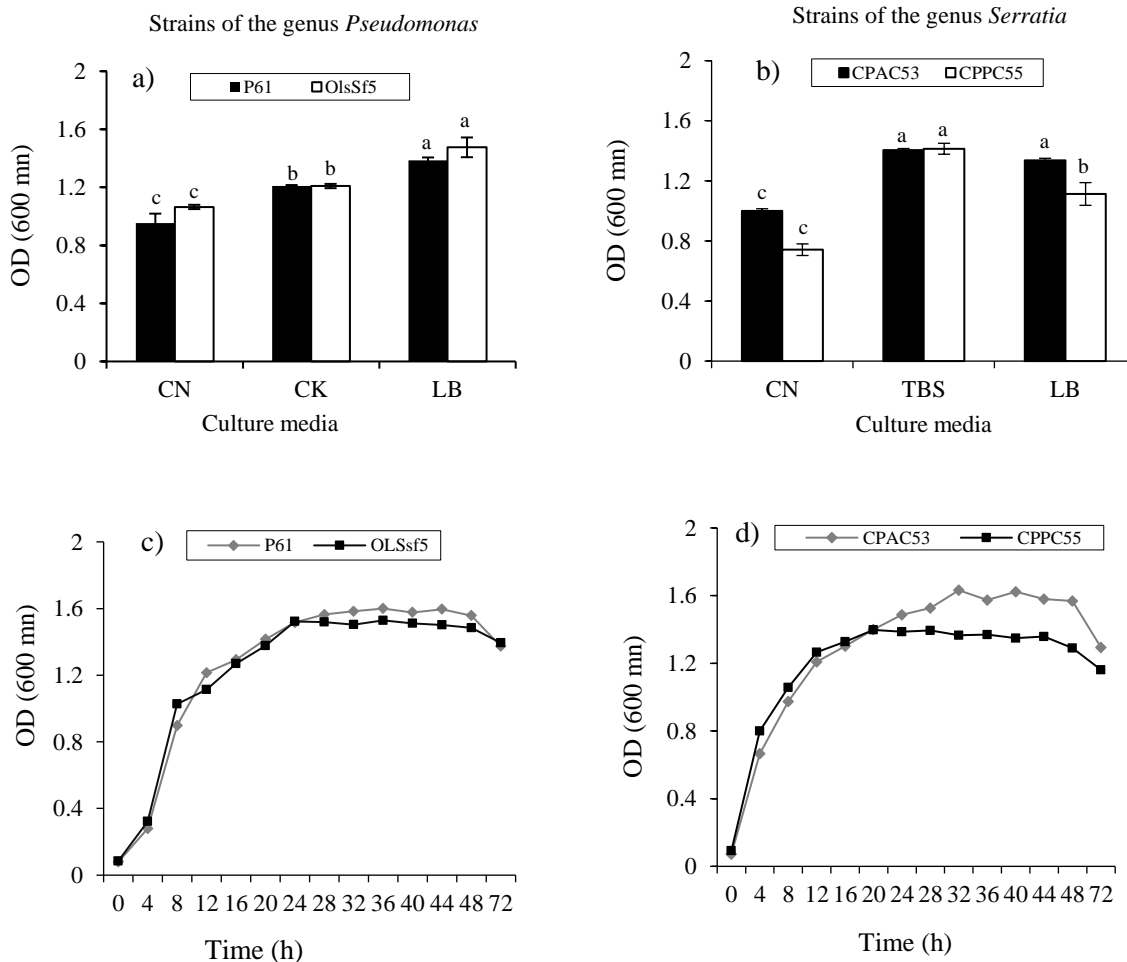 Strains of the genus Pseudomonas
a)
P61 OlsSf5
OD (600 mn)
2
1.6
1.2
0.8
0.4
0
c c b b a a
CN CK LB
Culture media
Strains of the genus Serratia
b)
CPAC53 CPPC55
OD (600 mn)
2
1.6
1.2
0.8
0.4
0
c c a a a b
CN TBS LB
Culture media
c)
P61 OLSsf5
OD (600 mn)
2
1.6
1.2
0.8
0.4
0
0 4 8 12 16 20 24 28 32 36 40 44 48 72
Time (h)
d)
CPAC53 CPPC55
OD (600 mn)
2
1.6
1.2
0.8
0.4
0
0 4 8 12 16 20 24 28 32 36 40 44 48 72
Time (h)